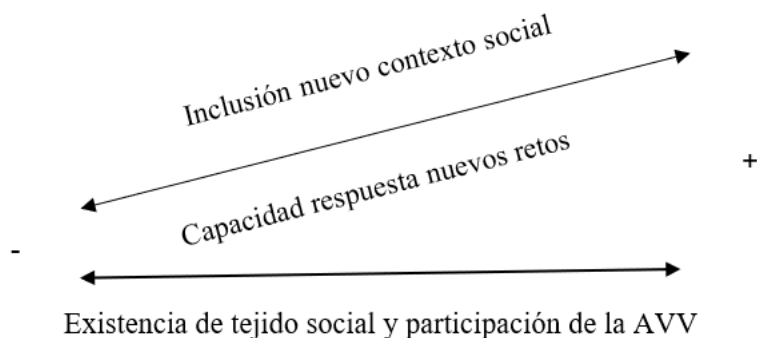 Inclusión nuevo contexto social
Capacidad respuesta nuevos retos
+
-
Existencia de tejido social y participación de la AVV